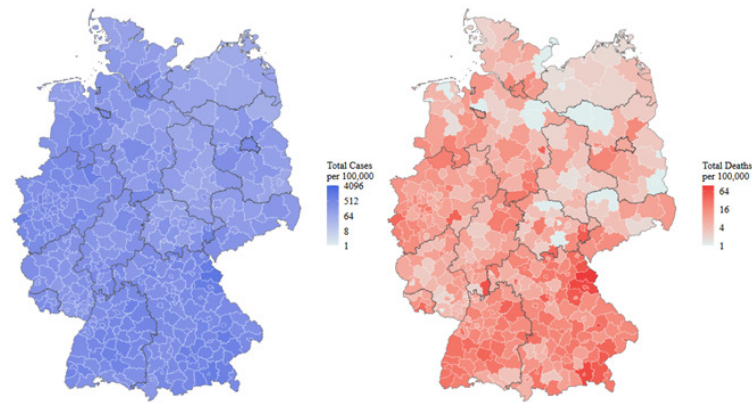 Total Cases
per 100,000
4096
512
64
8
1
Total Deaths
per 100,000
64
16
4
1